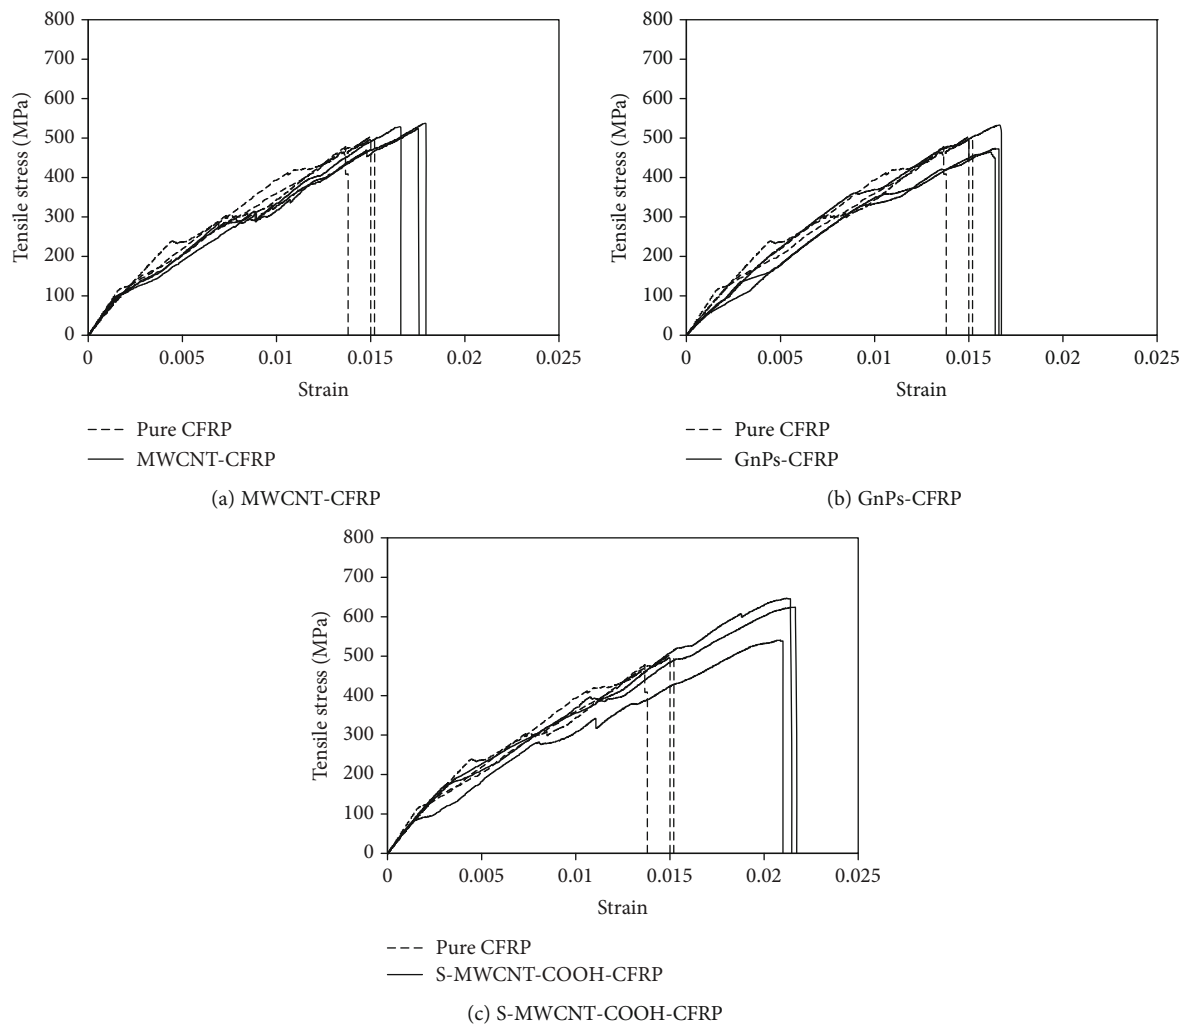 800
700
600
500
400
300
200
100
0
Tensile stress (MPa)
0 0.005 0.01 0.015 0.02 0.025
Strain
Pure CFRP
MWCNT-CFRP
(a) MWCNT-CFRP
800
700
600
500
400
300
200
100
0
Tensile stress (MPa)
0 0.005 0.01 0.015 0.02 0.025
Strain
Pure CFRP
GnPs-CFRP
(b) GnPs-CFRP
800
700
600
500
400
300
200
100
0
Tensile stress (MPa)
0 0.005 0.01 0.015 0.02 0.025
Strain
Pure CFRP
S-MWCNT-COOH-CFRP
(c) S-MWCNT-COOH-CFRP